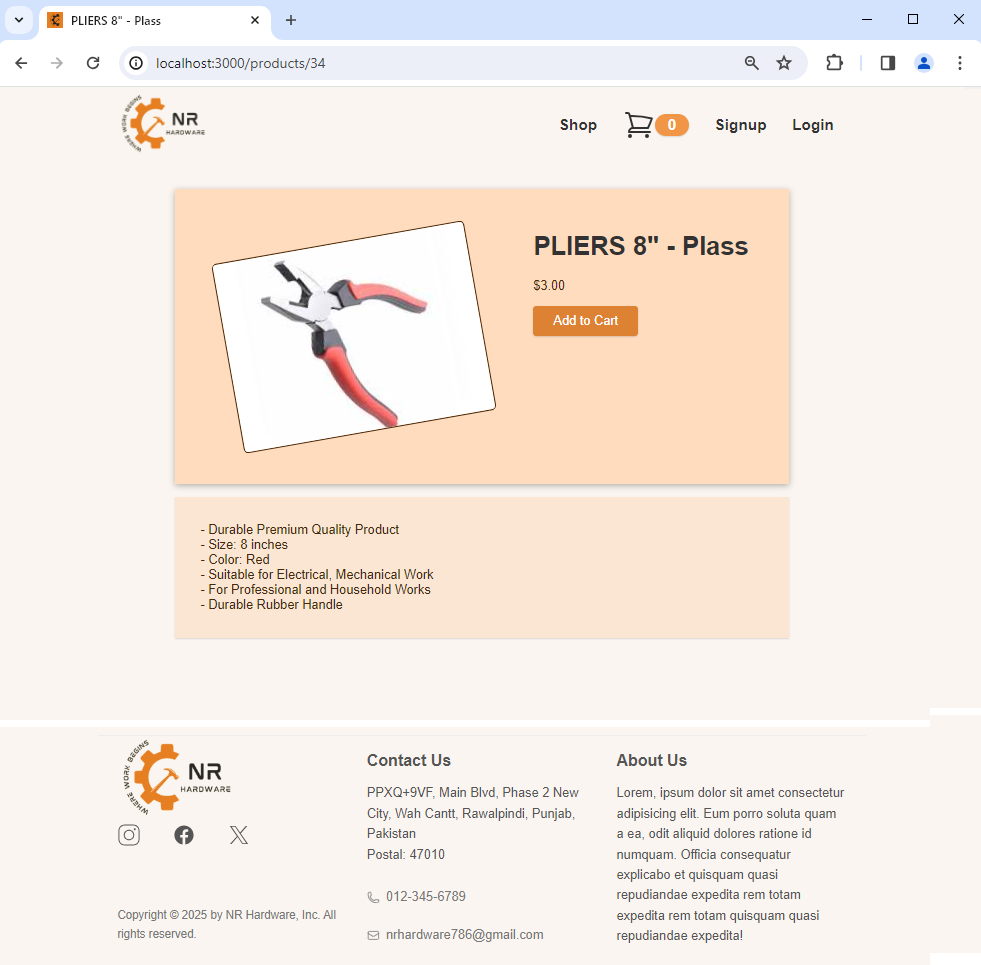 PLIERS 8" - Plass
localhost:3000/products/34
WHERE WORK BEGINS
NR
HARDWARE
Shop
0
Signup
Login
PLIERS 8" - Plass
$3.00
Add to Cart
- Durable Premium Quality Product
- Size: 8 inches
- Color: Red
- Suitable for Electrical, Mechanical Work
- For Professional and Household Works
- Durable Rubber Handle
WHERE WORK BEGINS
NR
HARDWARE
Copyright © 2025 by NR Hardware, Inc. All
rights reserved.
Contact Us
PPXQ+9VF, Main Blvd, Phase 2 New
City, Wah Cantt, Rawalpindi, Punjab,
Pakistan
Postal: 47010
012-345-6789
nrhardware786@gmail.com
About Us
Lorem, ipsum dolor sit amet consectetur
adipisicing elit. Eum porro soluta quam
a ea, odit aliquid dolores ratione id
numquam. Officia consequatur
explicabo et quisquam quasi
repudiandae expedita rem totam
expedita rem totam quisquam quasi
repudiandae expedita!